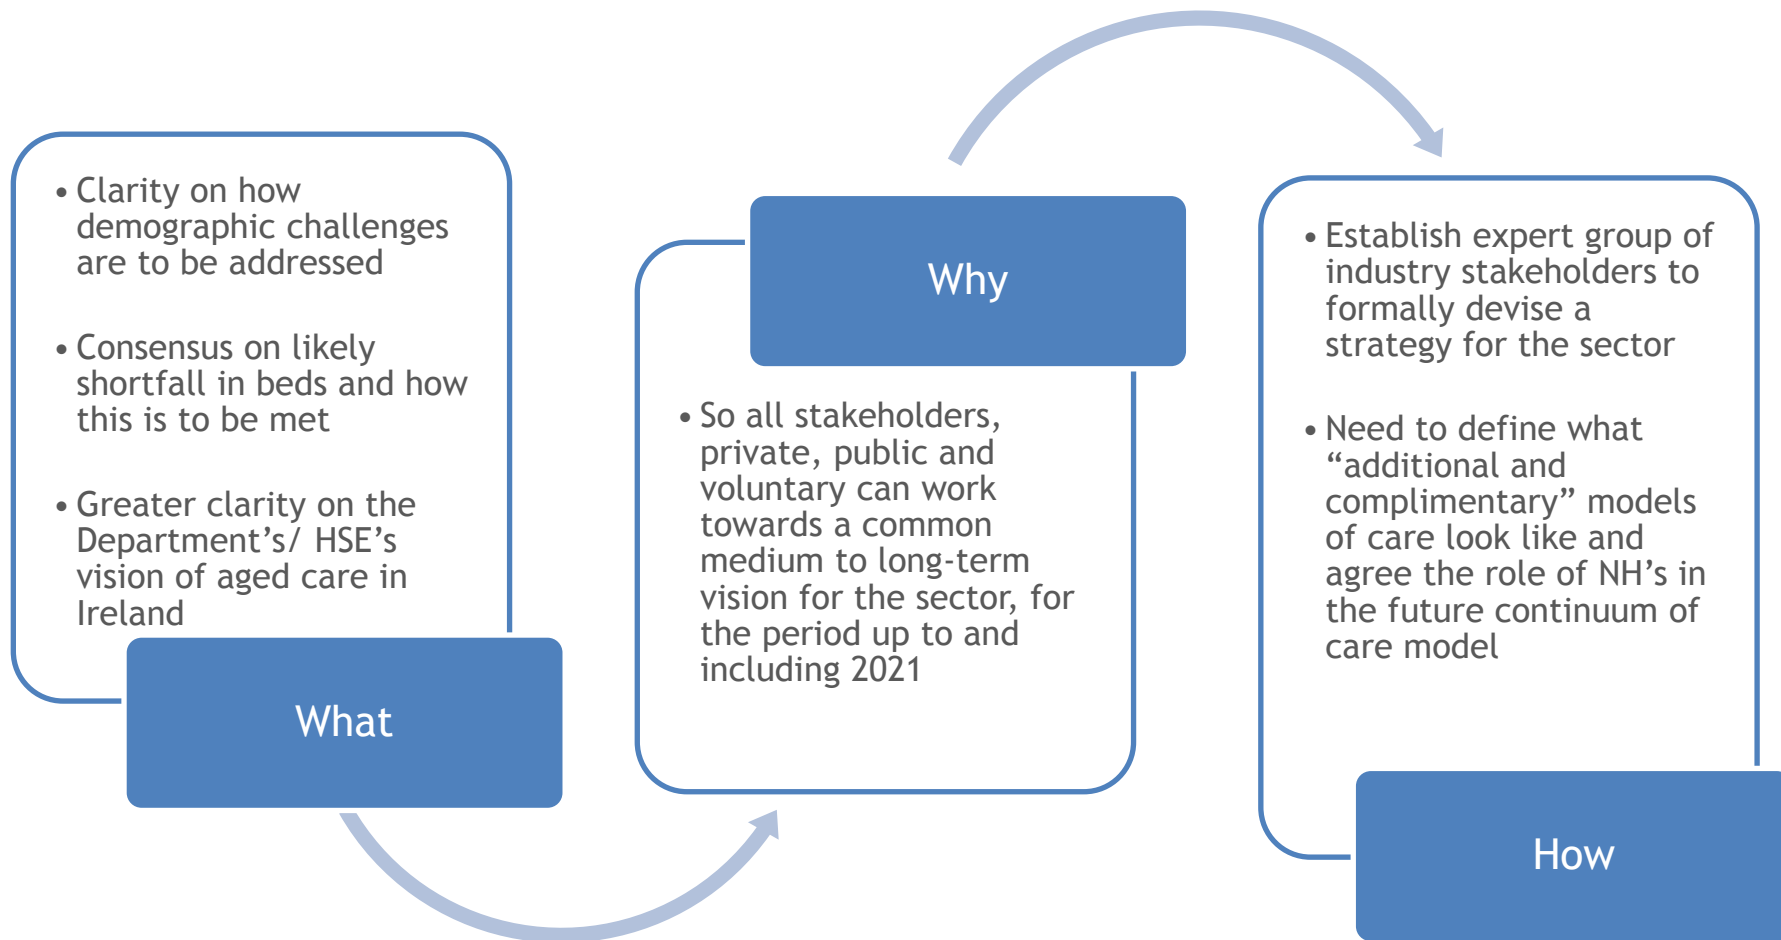 • Clarity on how
demographic challenges
are to be addressed
• Consensus on likely
shortfall in beds and how
this is to be met
• Greater clarity on the
Department’s/ HSE’s
vision of aged care in
Ireland
What
Why
• So all stakeholders,
private, public and
voluntary can work
towards a common
medium to long-term
vision for the sector, for
the period up to and
including 2021
• Establish expert group of
industry stakeholders to
formally devise a
strategy for the sector
• Need to define what
“additional and
complimentary” models
of care look like and
agree the role of NH’s in
the future continuum of
care model
How